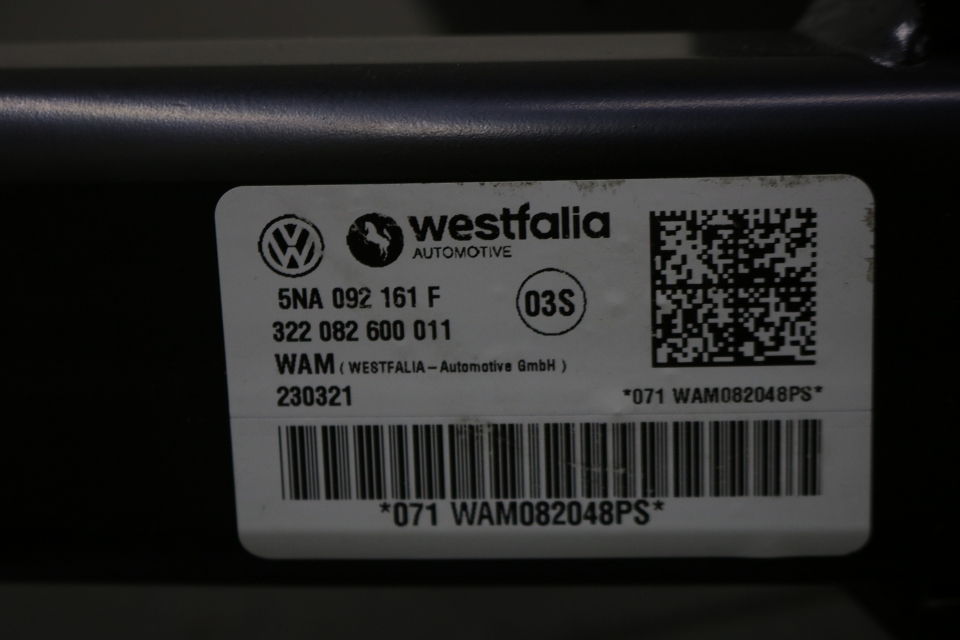 westfalia
AUTOMOTIVE
5NA 092 161 F
03S
322 082 600 011
WAM ( WESTFALIA-Automotive GmbH )
230321
*071 WAM082048PS*
*071 WAM082048PS*